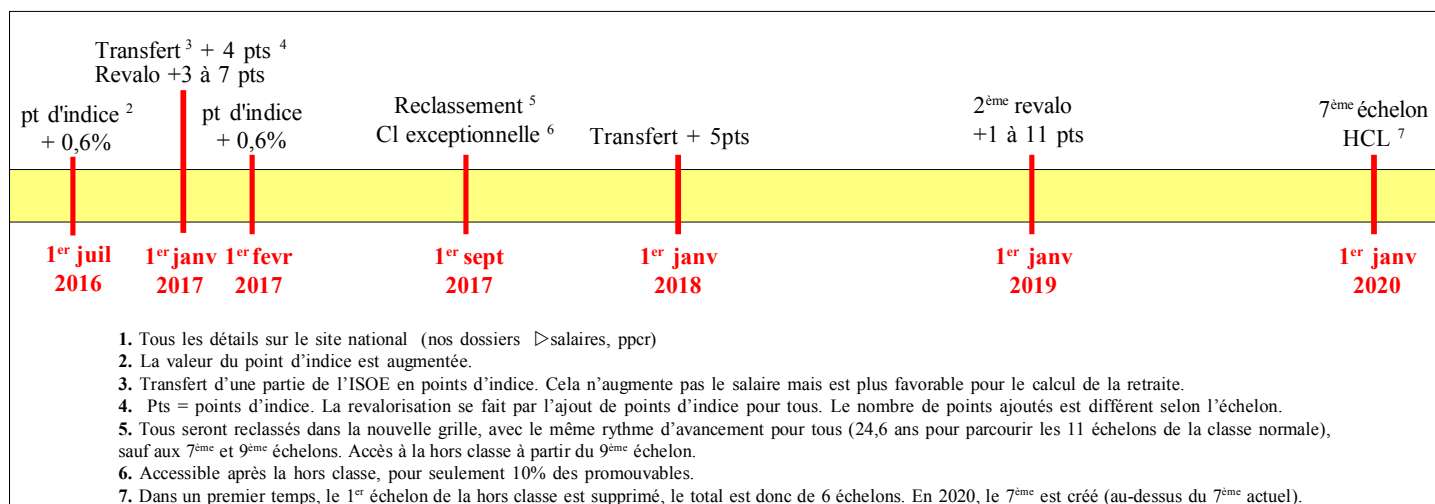 Transfert ³ + 4 pts ⁴
Revalo +3 à 7 pts
pt d'indice ²
+ 0,6%
pt d'indice
+ 0,6%
Reclassement ⁵
Cl exceptionnelle ⁶
Transfert + 5pts
2ème revalo
+1 à 11 pts
7ème échelon
HCL ⁷
1er juil
2016
1er janv
2017
1er fevr
2017
1er sept
2017
1er janv
2018
1er janv
2019
1er janv
2020
1. Tous les détails sur le site national (nos dossiers ▷salaires, ppcr)
2. La valeur du point d’indice est augmentée.
3. Transfert d’une partie de l’ISOE en points d’indice. Cela n’augmente pas le salaire mais est plus favorable pour le calcul de la retraite.
4. Pts = points d’indice. La revalorisation se fait par l’ajout de points d’indice pour tous. Le nombre de points ajoutés est différent selon l’échelon.
5. Tous seront reclassés dans la nouvelle grille, avec le même rythme d’avancement pour tous (24,6 ans pour parcourir les 11 échelons de la classe normale),
sauf aux 7ème et 9ème échelons. Accès à la hors classe à partir du 9ème échelon.
6. Accessible après la hors classe, pour seulement 10% des promouvables.
7. Dans un premier temps, le 1er échelon de la hors classe est supprimé, le total est donc de 6 échelons. En 2020, le 7ème est créé (au-dessus du 7ème actuel).